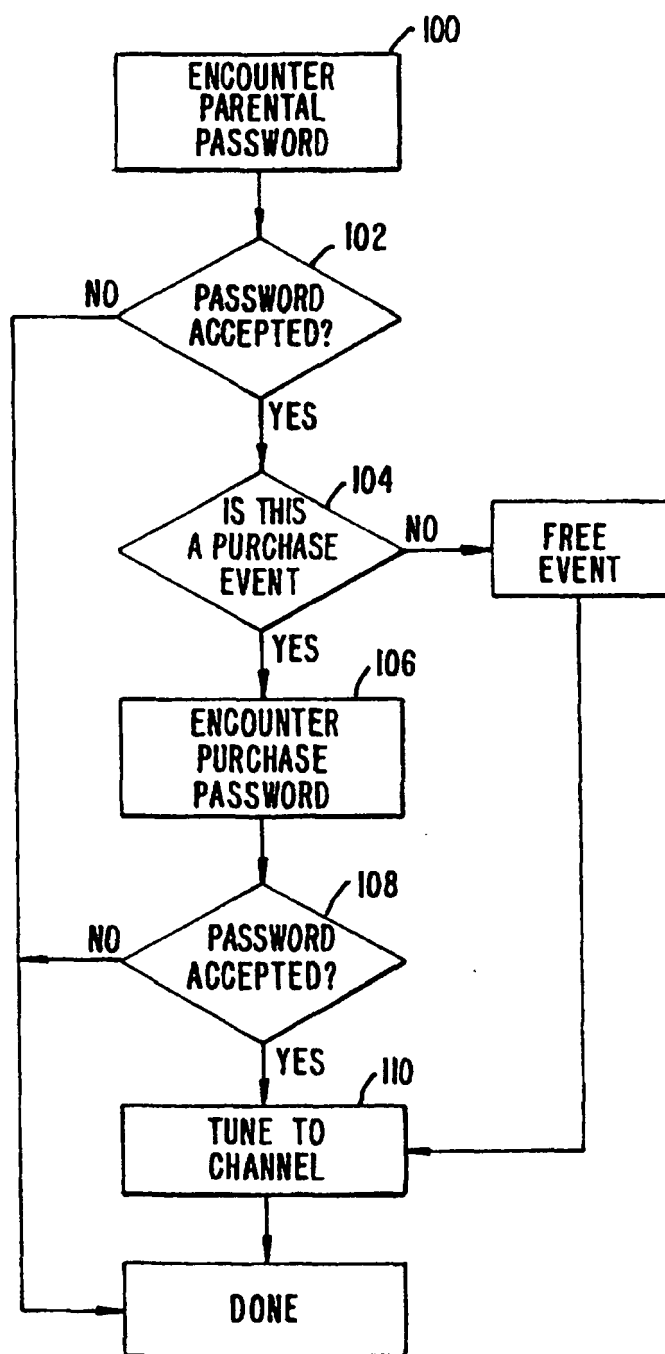 100
ENCOUNTER
PARENTAL
PASSWORD
102
NO
PASSWORD
ACCEPTED?
YES
104
IS THIS
A PURCHASE
EVENT
NO
FREE
EVENT
YES
106
ENCOUNTER
PURCHASE
PASSWORD
108
NO
PASSWORD
ACCEPTED?
YES
110
TUNE TO
CHANNEL
DONE